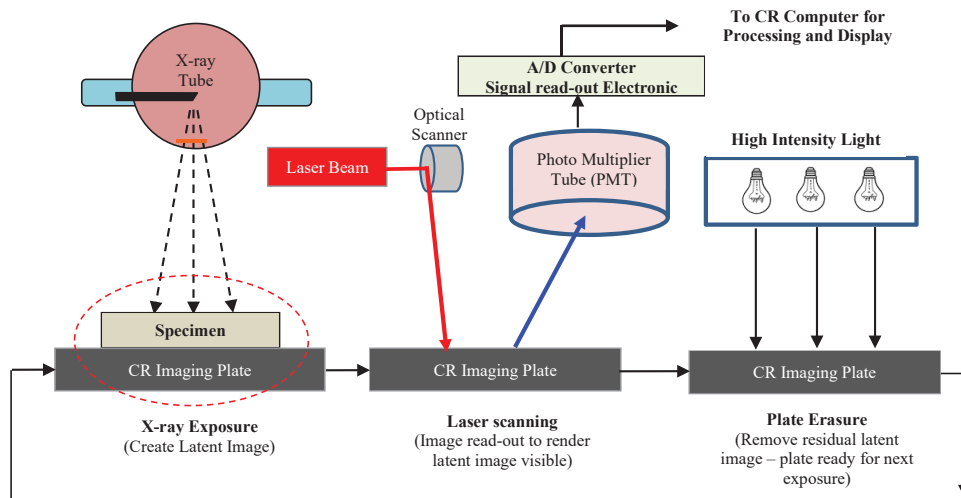 To CR Computer for
Processing and Display
X-ray
Tube
A/D Converter
Signal read-out Electronic
Optical
Scanner
Laser Beam
Photo Multiplier
Tube (PMT)
High Intensity Light
Specimen
CR Imaging Plate
CR Imaging Plate
CR Imaging Plate
X-ray Exposure
(Create Latent Image)
Laser scanning
(Image read-out to render
latent image visible)
Plate Erasure
(Remove residual latent
image – plate ready for next
exposure)